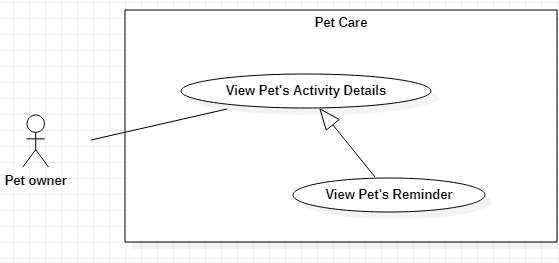 Pet Care
View Pet's Activity Details
Pet owner
View Pet's Reminder